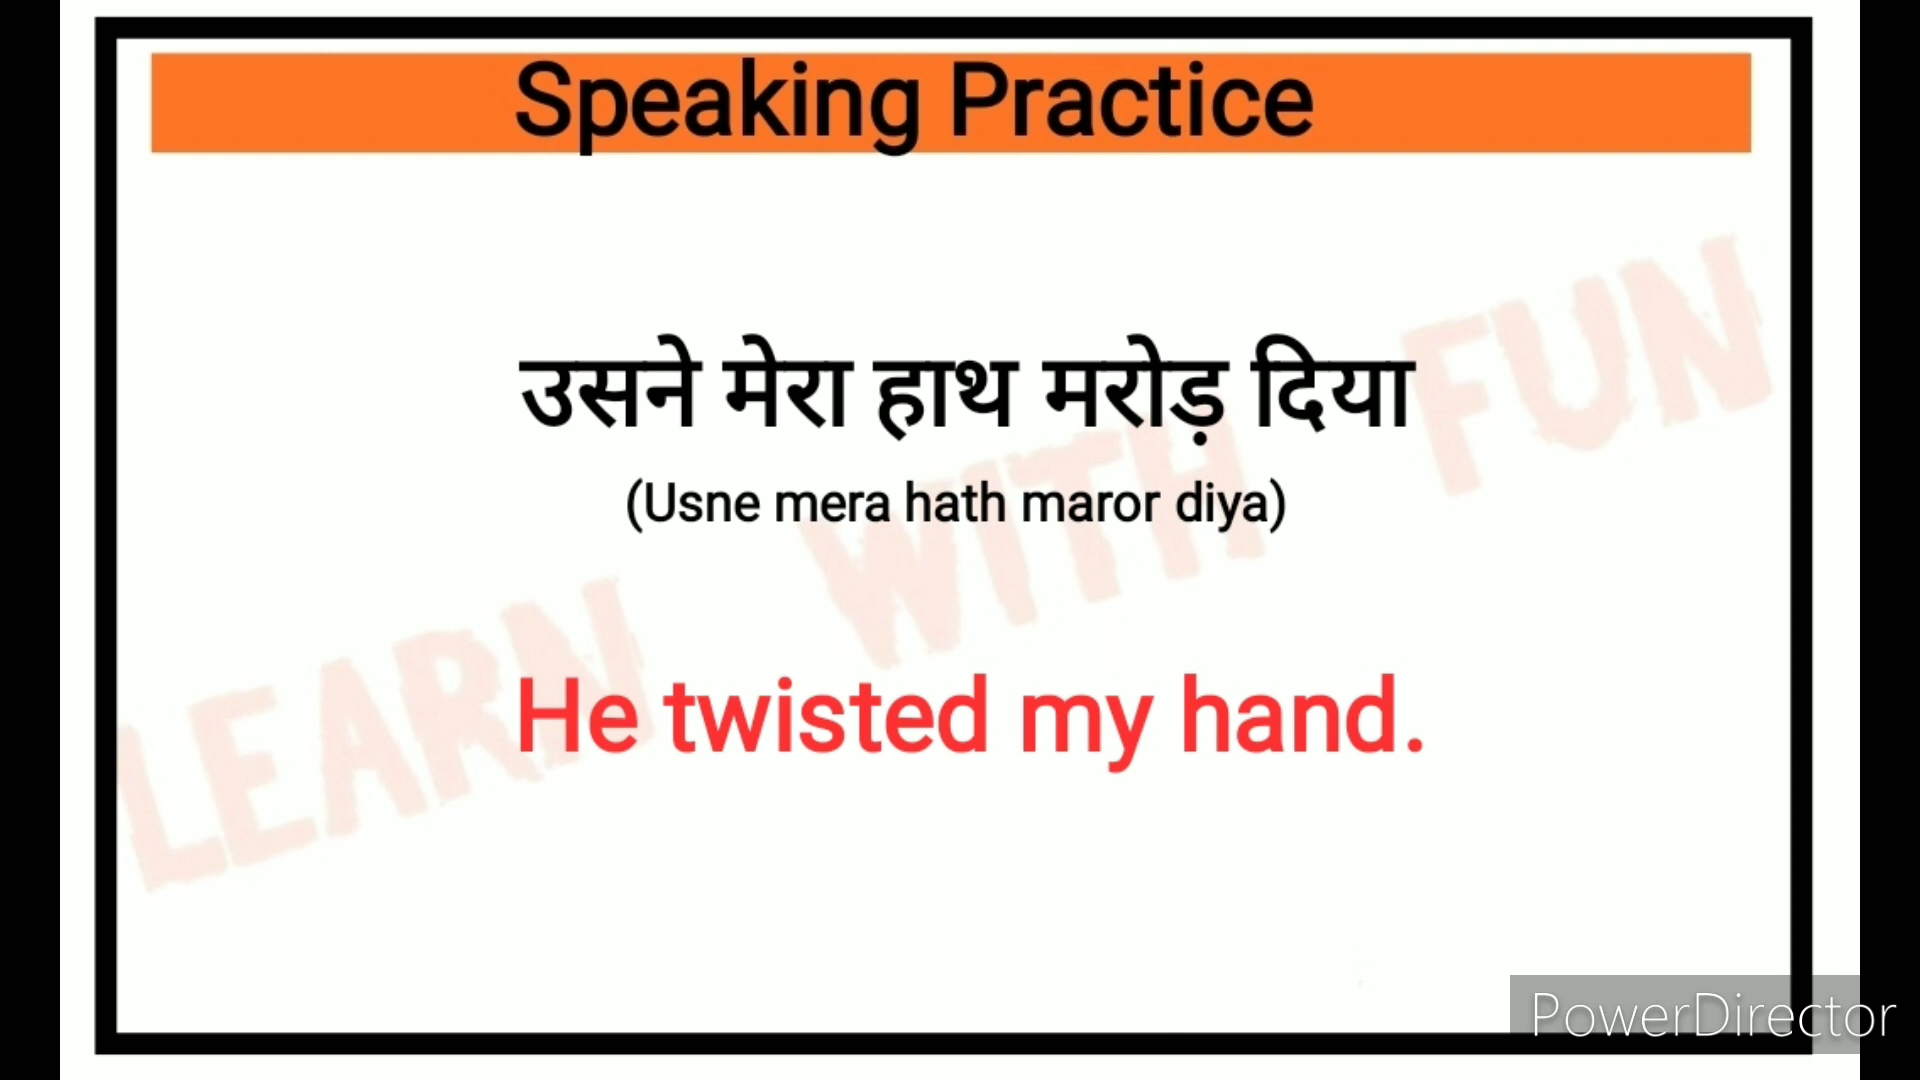 Speaking Practice
उसने मेरा हाथ मरोड़ दिया
(Usne mera hath maror diya)
He twisted my hand.
LEARN WITH FUN
PowerDirector